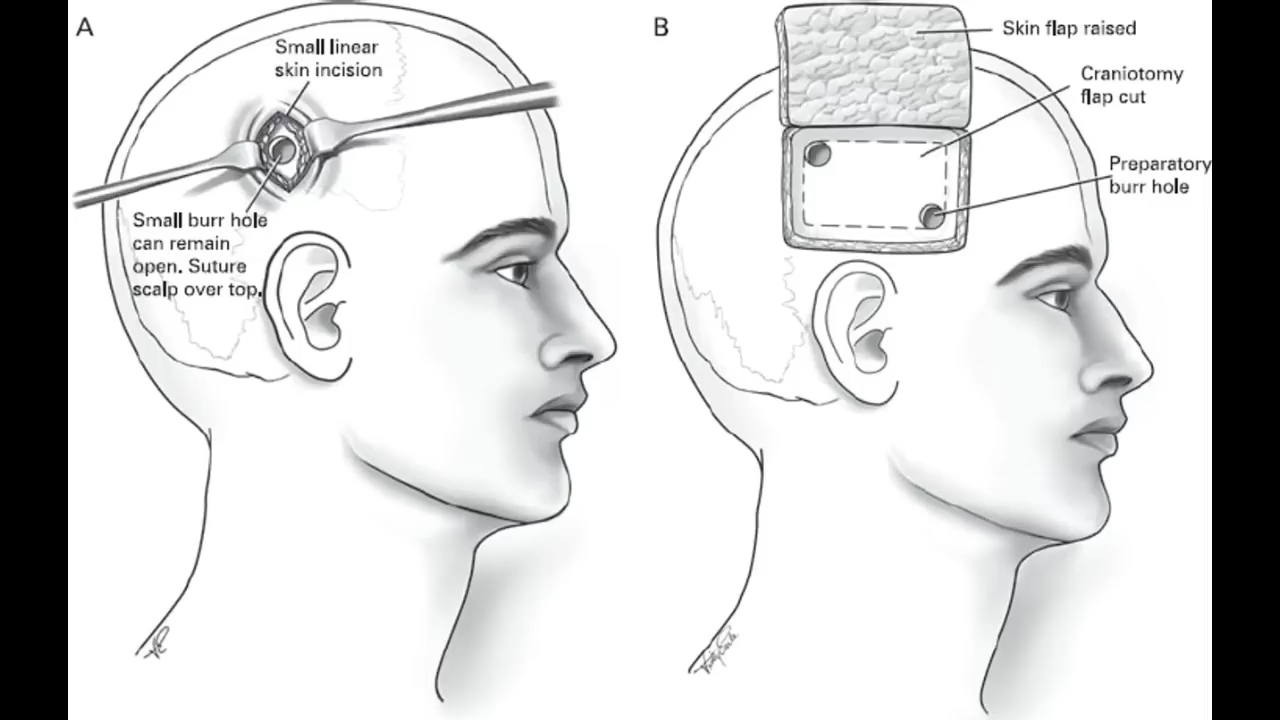 A
Small linear
skin incision
Small burr hole
can remain
open. Suture
scalp over top.
B
Skin flap raised
Craniotomy
flap cut
Preparatory
burr hole